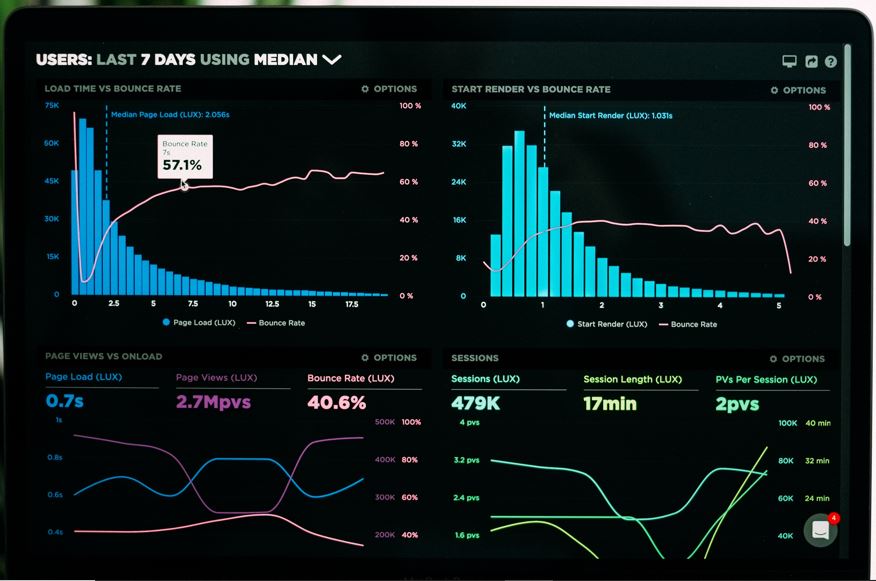 USERS: LAST 7 DAYS USING MEDIAN
?
LOAD TIME VS BOUNCE RATE
OPTIONS
75K
60K
45K
30K
15K
0
Median Page Load (LUX): 2.056s
Bounce Rate
7s
57.1%
100 %
80 %
60 %
40 %
20 %
0 %
0 2.5 5 7.5 10 12.5 15 17.5
Page Load (LUX) Bounce Rate
START RENDER VS BOUNCE RATE
OPTIONS
40K
32K
24K
16K
8K
0
Median Start Render (LUX): 1.031s
100 %
80 %
60 %
40 %
20 %
0 %
0 1 2 3 4 5
Start Render (LUX) Bounce Rate
PAGE VIEWS VS ONLOAD
OPTIONS
Page Load (LUX)
0.7s
Page Views (LUX)
2.7Mpvs
Bounce Rate (LUX)
40.6%
1s
0.8s
0.6s
0.4s
500K 100%
400K 80%
300K 60%
200K 40%
SESSIONS
OPTIONS
Sessions (LUX)
479K
Session Length (LUX)
17min
PVs Per Session (LUX)
2pvs
4 pvs
3.2 pvs
2.4 pvs
1.6 pvs
100K 40 min
80K 32 min
60K 24 min
40K
4